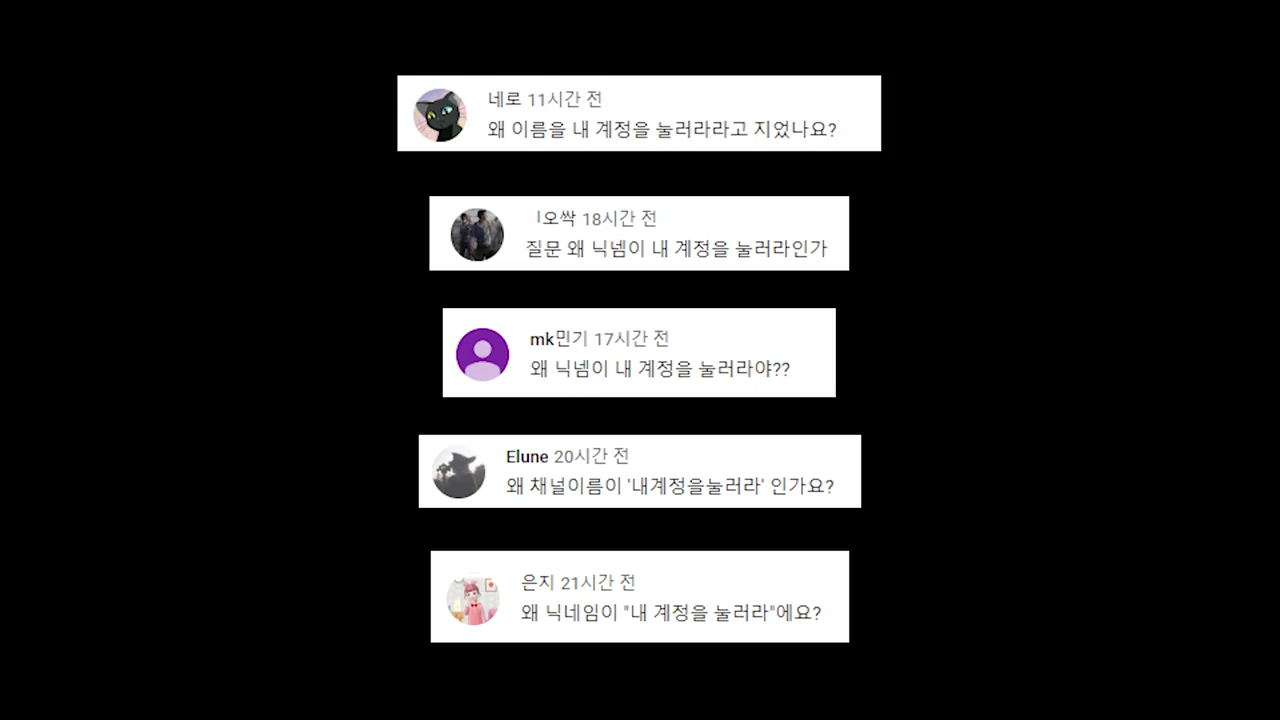 네로 11시간 전
왜 이름을 내 계정을 눌러라라고 지었나요?
「오싹 18시간 전
질문 왜 닉넴이 내 계정을 눌러라인가
mk민기 17시간 전
왜 닉넴이 내 계정을 눌러라야??
Elune 20시간 전
왜 채널이름이 '내계정을눌러라' 인가요?
은지 21시간 전
왜 닉네임이 "내 계정을 눌러라"에요?